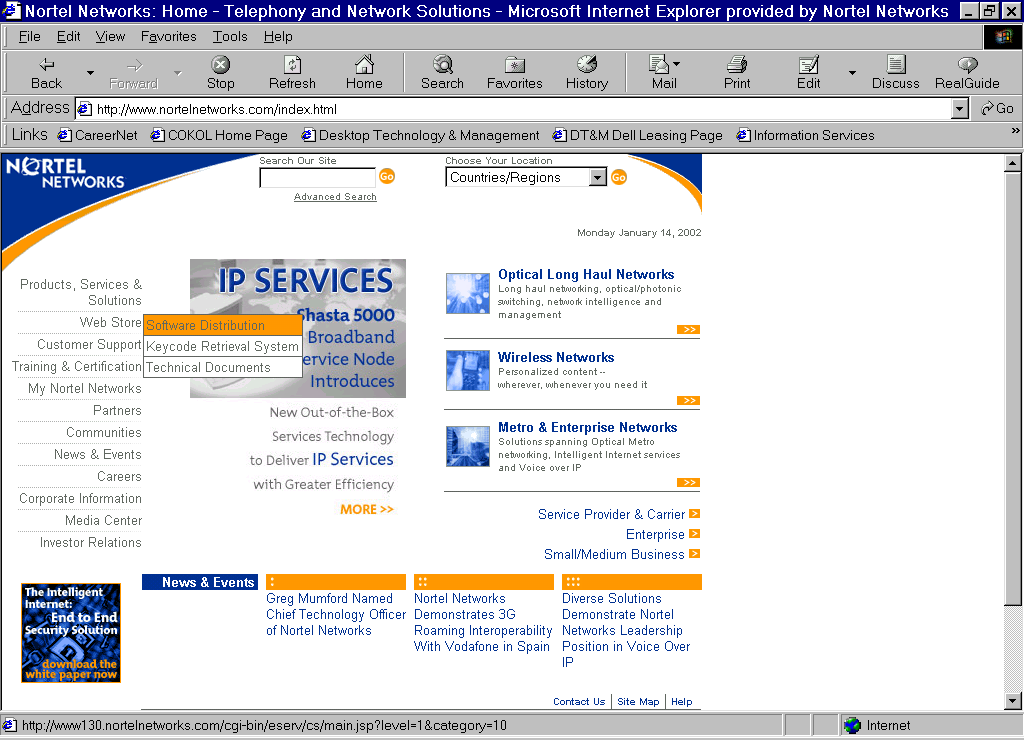 Nortel Networks: Home - Telephony and Network Solutions - Microsoft Internet Explorer provided by Nortel Networks
File Edit View Favorites Tools Help
Back Forward Stop Refresh Home Search Favorites History Mail Print Edit Discuss RealGuide
Address http://www.nortelnetworks.com/index.html Go
Links CareerNet COKOL Home Page Desktop Technology & Management DT&M Dell Leasing Page Information Services »
NORTEL
NETWORKS
Search Our Site
Go
Advanced Search
Choose Your Location
Countries/Regions Go
Monday January 14, 2002
Products, Services &
Solutions
Web Store
Customer Support
Training & Certification
My Nortel Networks
Partners
Communities
News & Events
Careers
Corporate Information
Media Center
Investor Relations
Software Distribution
Keycode Retrieval System
Technical Documents
IP SERVICES
Shasta 5000
Broadband
ervice Node
Introduces
New Out-of-the-Box
Services Technology
to Deliver IP Services
with Greater Efficiency
MORE >>
Optical Long Haul Networks
Long haul networking, optical/photonic
switching, network intelligence and
management
>>
Wireless Networks
Personalized content --
wherever, whenever you need it
>>
Metro & Enterprise Networks
Solutions spanning Optical Metro
networking, Intelligent Internet services
and Voice over IP
>>
Service Provider & Carrier >
Enterprise >
Small/Medium Business >
The Intelligent
Internet:
End to End
Security Solution
download the
white paper now
News & Events
Greg Mumford Named
Chief Technology Officer
of Nortel Networks
Nortel Networks
Demonstrates 3G
Roaming Interoperability
With Vodafone in Spain
Diverse Solutions
Demonstrate Nortel
Networks Leadership
Position in Voice Over
IP
Contact Us | Site Map | Help
http://www130.nortelnetworks.com/cgi-bin/eserv/cs/main.jsp?level=1&category=10 Internet